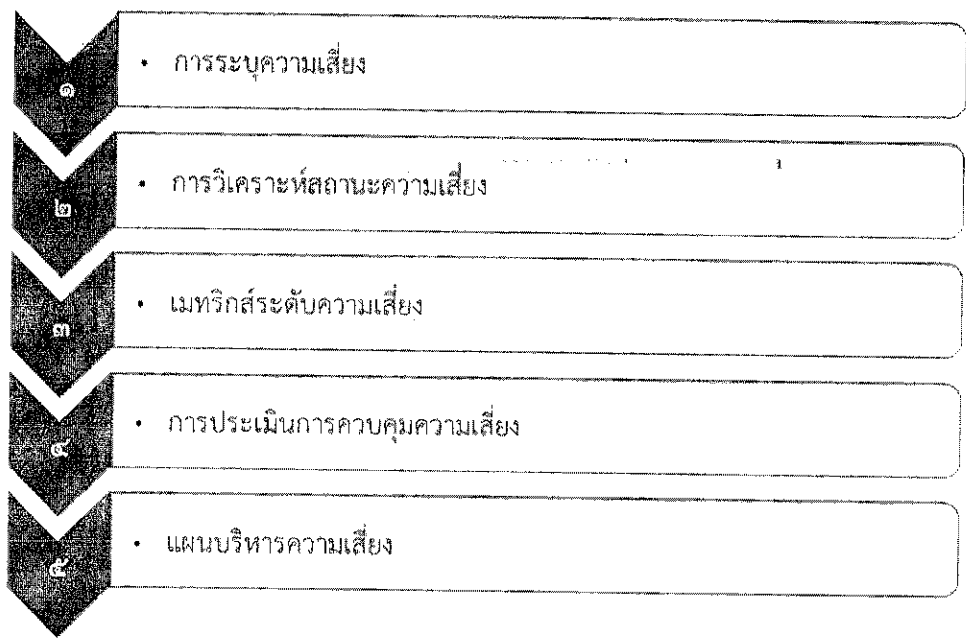 ๑
• การระบุความเสี่ยง
๒
• การวิเคราะห์สถานะความเสี่ยง
๓
• เมทริกส์ระดับความเสี่ยง
๔
• การประเมินการควบคุมความเสี่ยง
๕
• แผนบริหารความเสี่ยง